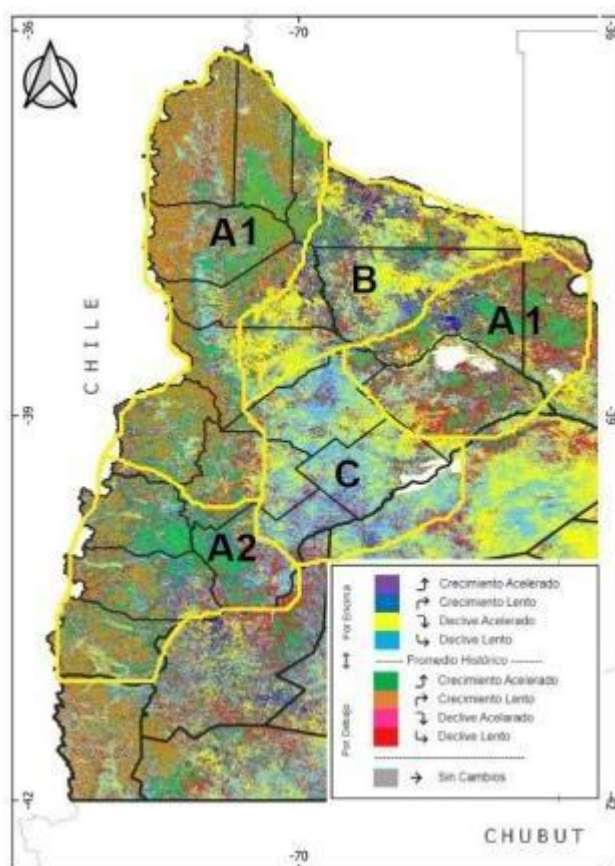 -36
-70
-36
A1
B
A1
CHILE
-39
-39
C
A2
Por Encima
Crecimiento Acelerado
Crecimiento Lento
Declive Acelerado
Declive Lento
Promedio Histórico
Por Debajo
Crecimiento Acelerado
Crecimiento Lento
Declive Acelarado
Declive Lento
Sin Cambios
-42
-42
-70
CHUBUT